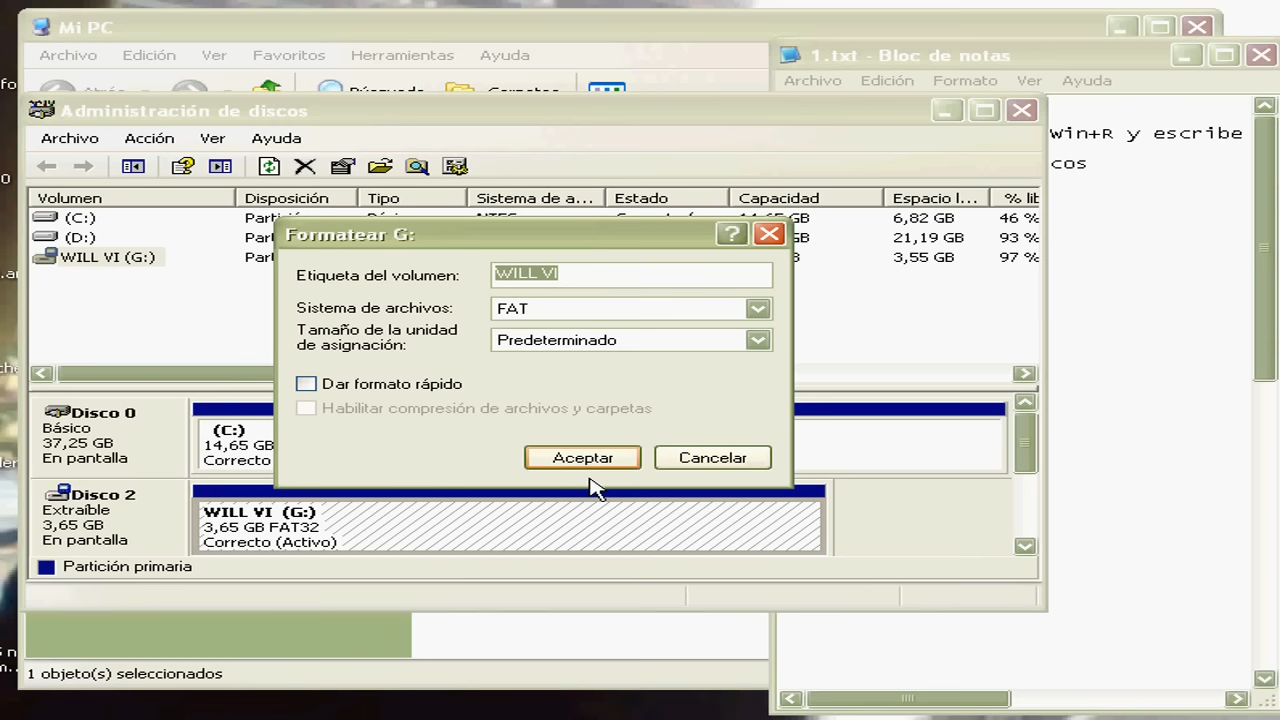 Mi PC
Archivo Edición Ver Favoritos Herramientas Ayuda
1.txt - Bloc de notas
Archivo Edición Formato Ver Ayuda
Win+R y escribe
cos
Administración de discos
Archivo Acción Ver Ayuda
Volumen Disposición Tipo Sistema de a... Estado Capacidad Espacio l... % lib
(C:) 6,82 GB 46 %
(D:) 21,19 GB 93 %
WILL VI (G:) 3,55 GB 97 %
Formatear G:
Etiqueta del volumen: WILL VI
Sistema de archivos: FAT
Tamaño de la unidad
de asignación: Predeterminado
Dar formato rápido
Habilitar compresión de archivos y carpetas
Aceptar Cancelar
Disco 0
Básico
37,25 GB
En pantalla
(C:)
14,65 GB
Correcto
Disco 2
Extraíble
3,65 GB
En pantalla
WILL VI (G:)
3,65 GB FAT32
Correcto (Activo)
Partición primaria
1 objeto(s) seleccionados